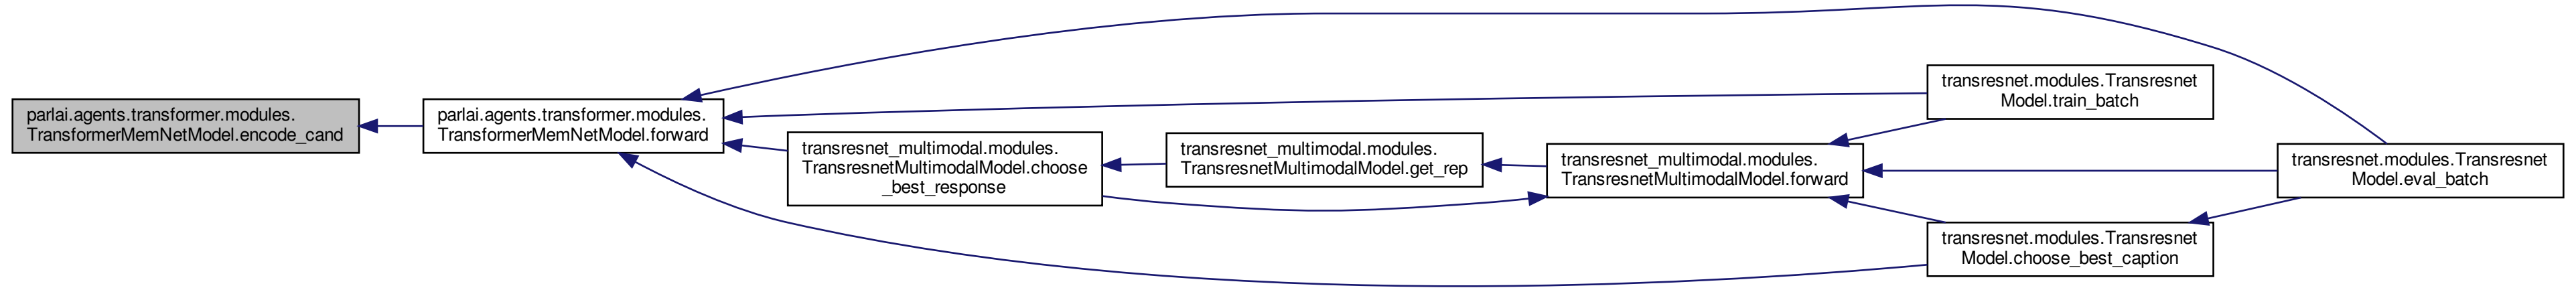 parlai.agents.transformer.modules.
TransformerMemNetModel.encode_cand
parlai.agents.transformer.modules.
TransformerMemNetModel.forward
transresnet_multimodal.modules.
TransresnetMultimodalModel.choose
_best_response
transresnet_multimodal.modules.
TransresnetMultimodalModel.get_rep
transresnet_multimodal.modules.
TransresnetMultimodalModel.forward
transresnet.modules.Transresnet
Model.train_batch
transresnet.modules.Transresnet
Model.choose_best_caption
transresnet.modules.Transresnet
Model.eval_batch